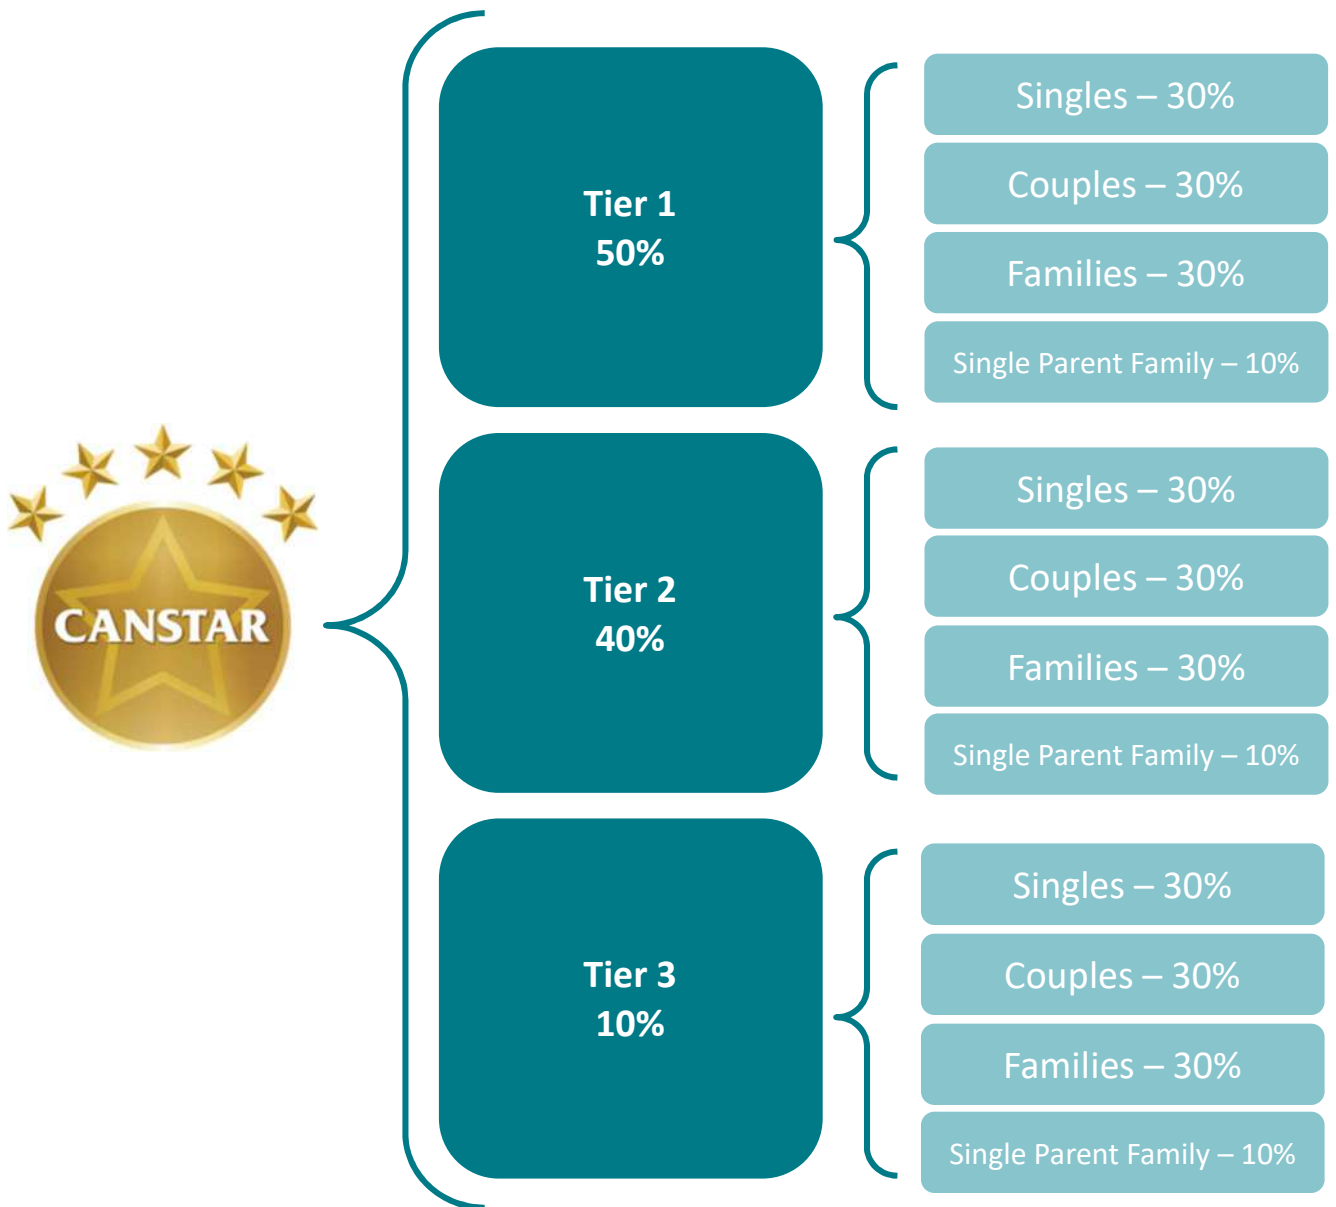 CANSTAR
Tier 1
50%
Singles – 30%
Couples – 30%
Families – 30%
Single Parent Family – 10%
Tier 2
40%
Singles – 30%
Couples – 30%
Families – 30%
Single Parent Family – 10%
Tier 3
10%
Singles – 30%
Couples – 30%
Families – 30%
Single Parent Family – 10%